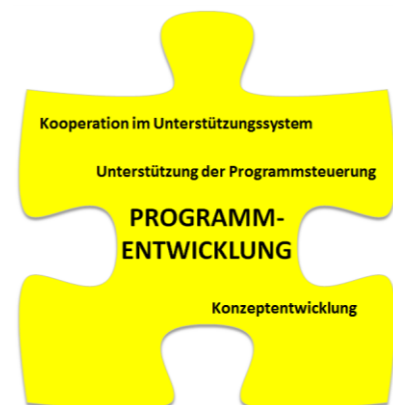 Kooperation im Unterstützungssystem
Unterstützung der Programmsteuerung
PROGRAMM-
ENTWICKLUNG
Konzeptentwicklung